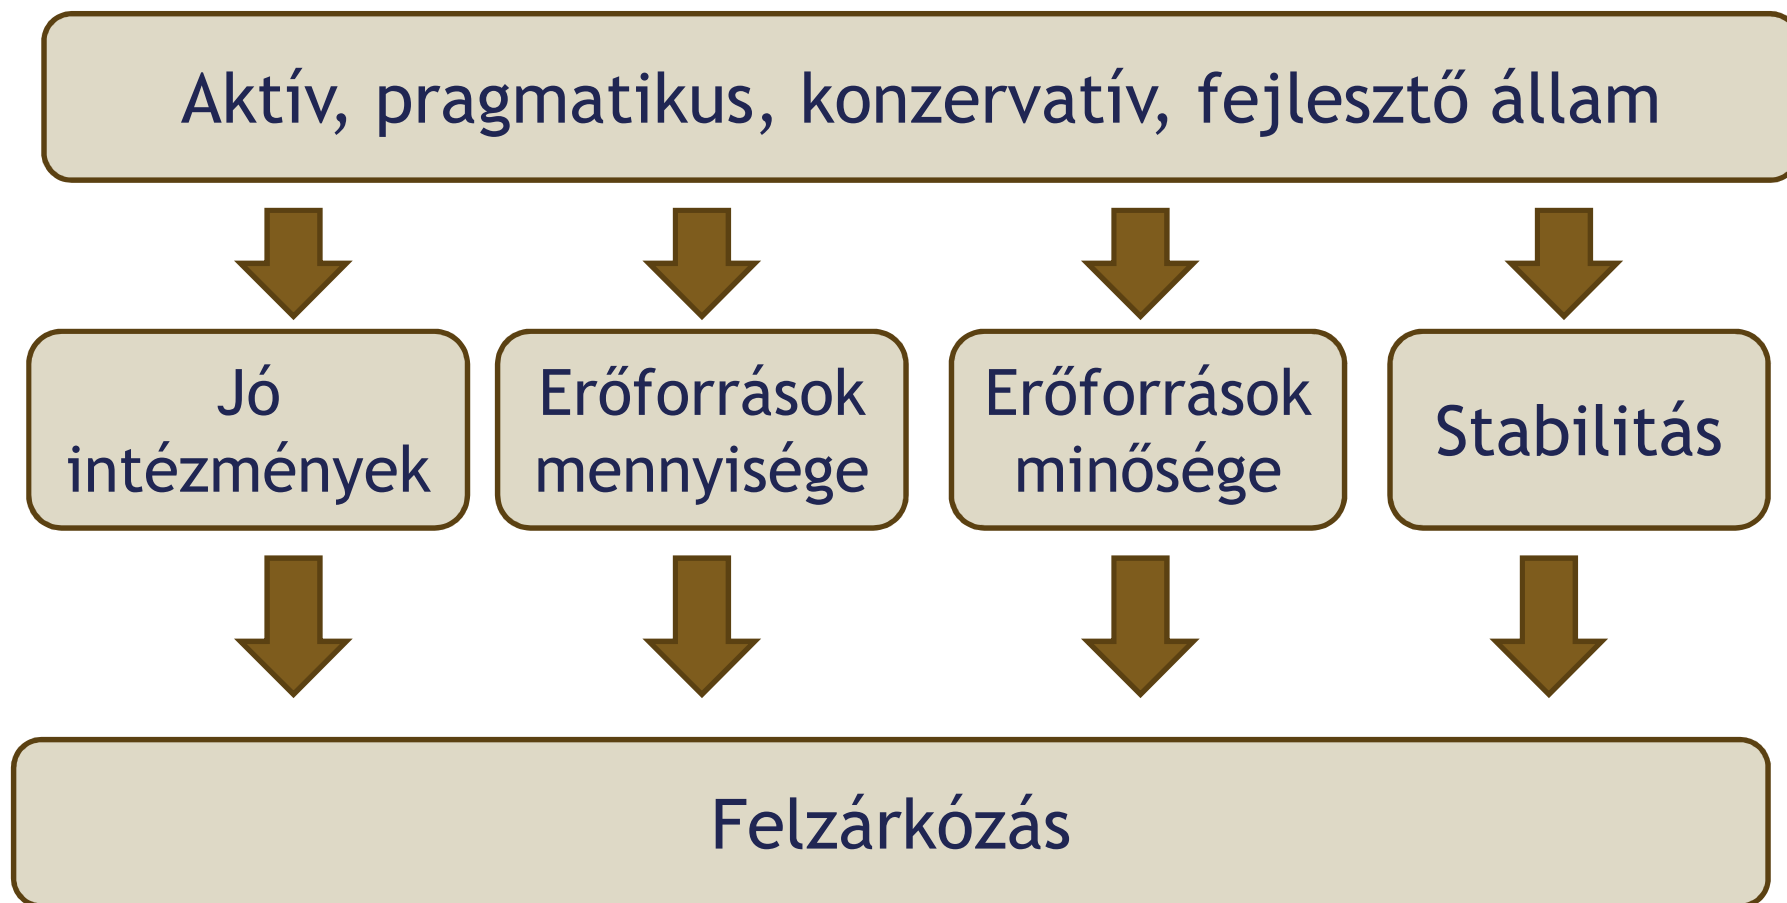 Aktív, pragmatikus, konzervatív, fejlesztő állam
Jó
intézmények
Erőforrások
mennyisége
Erőforrások
minősége
Stabilitás
Felzárkózás